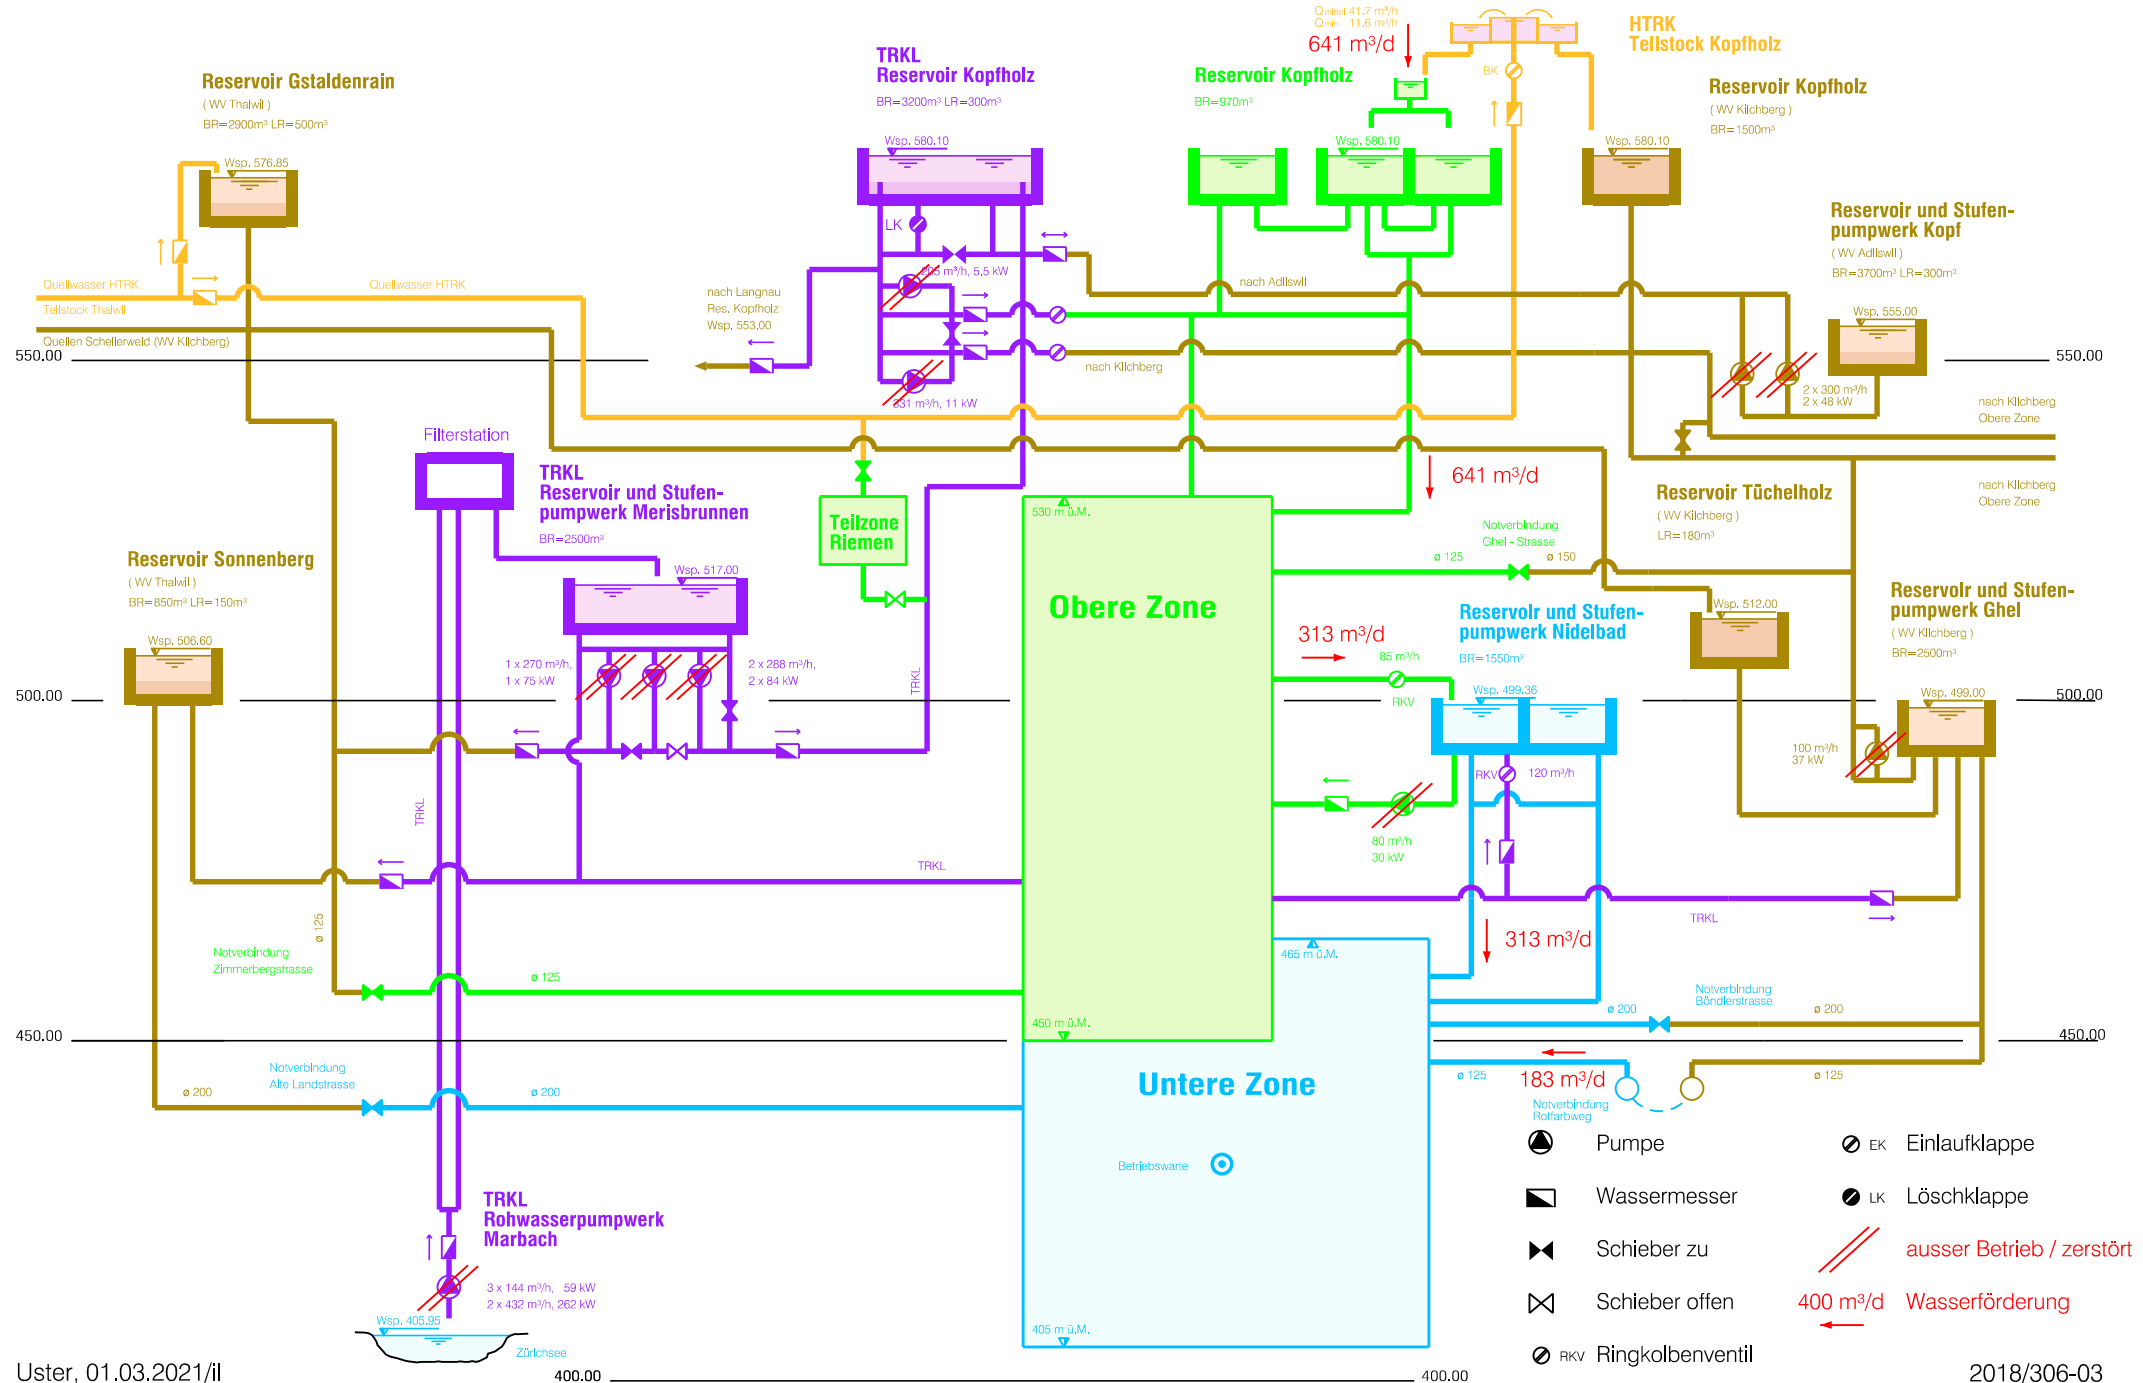 Qmittel 41.7 m³/h
Qmin 11.6 m³/h
641 m³/d
HTRK
Tellstock Kopfholz
BK
TRKL
Reservoir Kopfholz
BR=3200m³ LR=300m³
Wsp. 580.10
Reservoir Kopfholz
BR=970m³
Wsp. 580.10
Reservoir Kopfholz
( WV Kilchberg )
BR=1500m³
Wsp. 580.10
Reservoir Gstaldenrain
( WV Thalwil )
BR=2900m³ LR=500m³
Wsp. 576.85
Reservoir und Stufen-
pumpwerk Kopf
( WV Adliswil )
BR=3700m³ LR=300m³
Wsp. 555.00
LK
205 m³/h, 5,5 kW
331 m³/h, 11 kW
nach Langnau
Res. Kopfholz
Wsp. 553,00
nach Adliswil
nach Kilchberg
Quellwasser HTRK
Quellwasser HTRK
Tellstock Thalwil
Quellen Schellerweid (WV Kilchberg)
550.00
550.00
2 x 300 m³/h
2 x 48 kW
nach Kilchberg
Obere Zone
nach Kilchberg
Obere Zone
Filterstation
TRKL
Reservoir und Stufen-
pumpwerk Merisbrunnen
BR=2500m³
Wsp. 517.00
1 x 270 m³/h,
1 x 75 kW
2 x 288 m³/h,
2 x 84 kW
TRKL
Teilzone
Riemen
530 m ü.M.
641 m³/d
Obere Zone
Notverbindung
Ghel - Strasse
ø 125
ø 150
Reservoir Tüchelholz
( WV Kilchberg )
LR=180m³
Wsp. 512.00
Reservoir und Stufen-
pumpwerk Ghel
( WV Kilchberg )
BR=2500m³
Wsp. 499.00
100 m³/h
37 kW
Reservoir und Stufen-
pumpwerk Nidelbad
BR=1550m³
Wsp. 499.36
313 m³/d
85 m³/h
RKV
RKV
120 m³/h
80 m³/h
30 kW
Reservoir Sonnenberg
( WV Thalwil )
BR=850m³ LR=150m³
Wsp. 506.60
500.00
500.00
TRKL
TRKL
TRKL
313 m³/d
ø 125
Notverbindung
Zimmerbergstrasse
ø 125
465 m ü.M.
450 m ü.M.
Notverbindung
Böndlerstrasse
ø 200
ø 200
450.00
450.00
Notverbindung
Alte Landstrasse
ø 200
ø 200
Untere Zone
ø 125
183 m³/d
ø 125
Notverbindung
Rotfarbweg
Betriebswarte
405 m ü.M.
TRKL
Rohwasserpumpwerk
Marbach
3 x 144 m³/h, 59 kW
2 x 432 m³/h, 262 kW
Wsp. 405.95
Zürichsee
Pumpe
EK Einlaufklappe
Wassermesser
LK Löschklappe
Schieber zu
ausser Betrieb / zerstört
Schieber offen
400 m³/d Wasserförderung
RKV Ringkolbenventil
Uster, 01.03.2021/il
400.00
400.00
2018/306-03